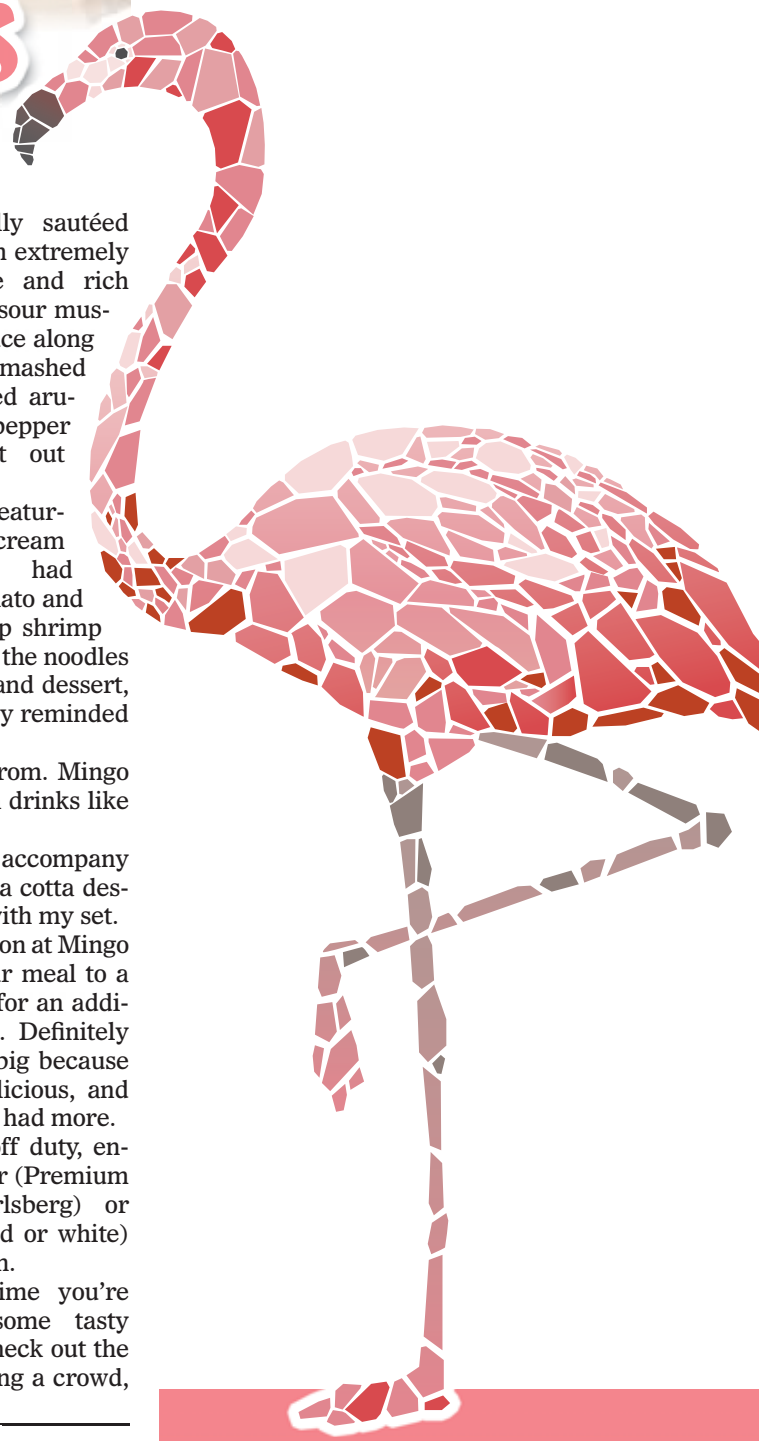 S
lly sautéed
n extremely
e and rich
sour mus-
ce along
mashed
ed aru-
pepper
t out
eatur-
cream
had
ato and
p shrimp
the noodles
and dessert,
y reminded
rom. Mingo
drinks like
accompany
a cotta des-
with my set.
on at Mingo
r meal to a
for an addi-
. Definitely
big because
licious, and
had more.
off duty, en-
r (Premium
rlsberg) or
d or white)
n.
ime you're
some tasty
heck out the
ng a crowd,